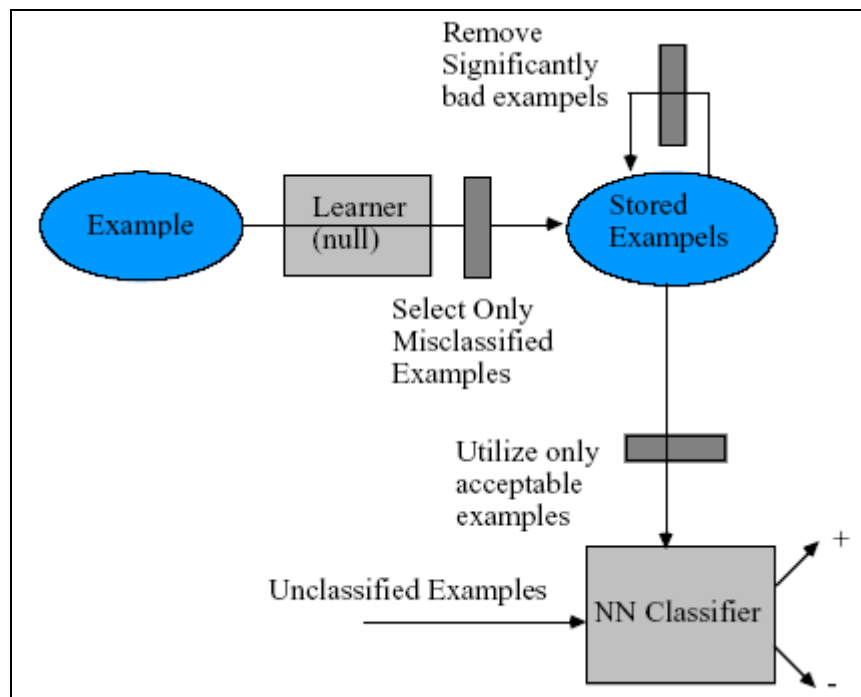 Remove
Significantly
bad exampels
Example
Learner
(null)
Stored
Exampels
Select Only
Misclassified
Examples
Utilize only
acceptable
examples
Unclassified Examples
NN Classifier
+
-